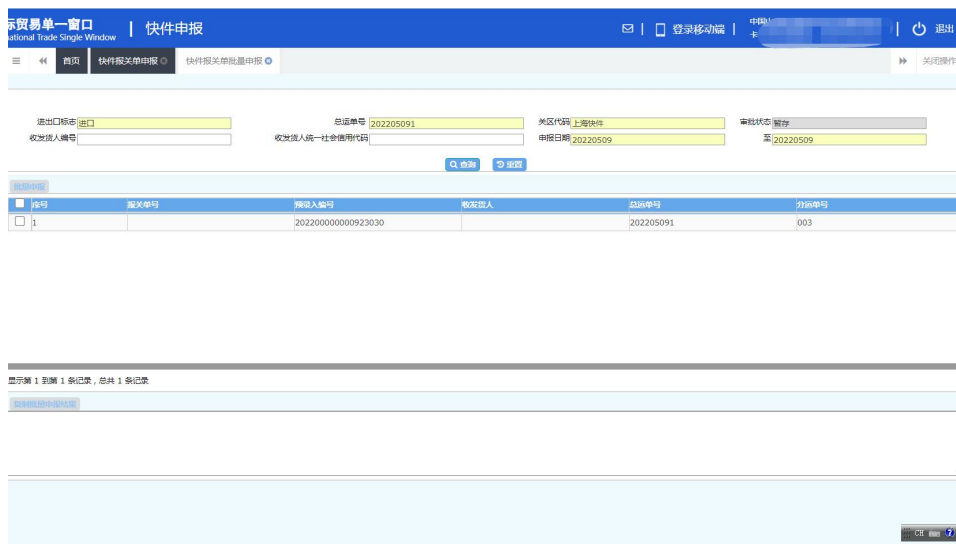 际贸易单一窗口 | 快件申报 | 登录移动端 | 中国 | 退出
national Trade Single Window
首页 快件报关单申报 快件报关单批量申报 关闭操作
进出口标志 进口 总运单号 202205091 关区代码 上海快件 审批状态 暂存
收发货人编号 收发货人统一社会信用代码 申报日期 20220509 至 20220509
查询 重置
批量申报
序号 报关单号 预录入编号 收发货人 总运单号 分运单号
1 202200000000923030 202205091 003
显示第 1 到第 1 条记录，总共 1 条记录
复制批量申报结果
CH